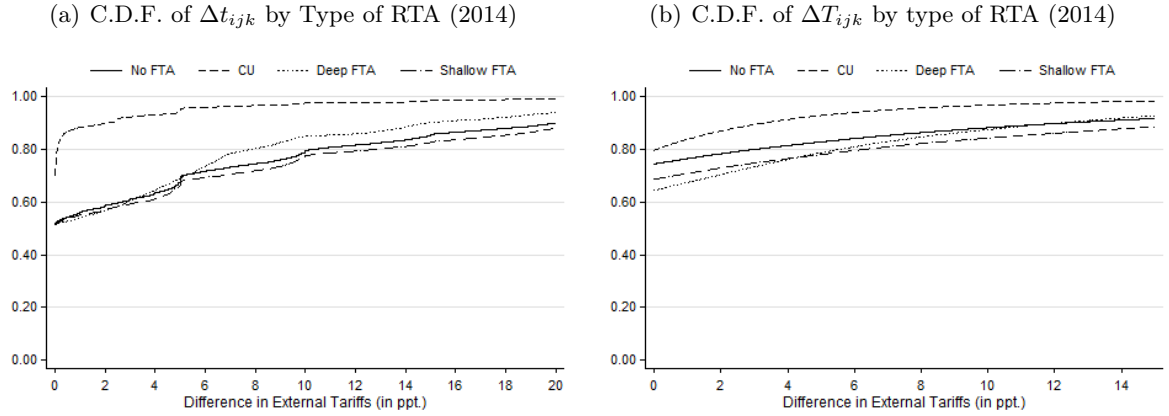 (a) C.D.F. of Δt_{ijk} by Type of RTA (2014)
No FTA CU Deep FTA Shallow FTA
1.00
0.80
0.60
0.40
0.20
0.00
0 2 4 6 8 10 12 14 16 18 20
Difference in External Tariffs (in ppt.)
(b) C.D.F. of ΔT_{ijk} by type of RTA (2014)
No FTA CU Deep FTA Shallow FTA
1.00
0.80
0.60
0.40
0.20
0.00
0 2 4 6 8 10 12 14
Difference in External Tariffs (in ppt.)